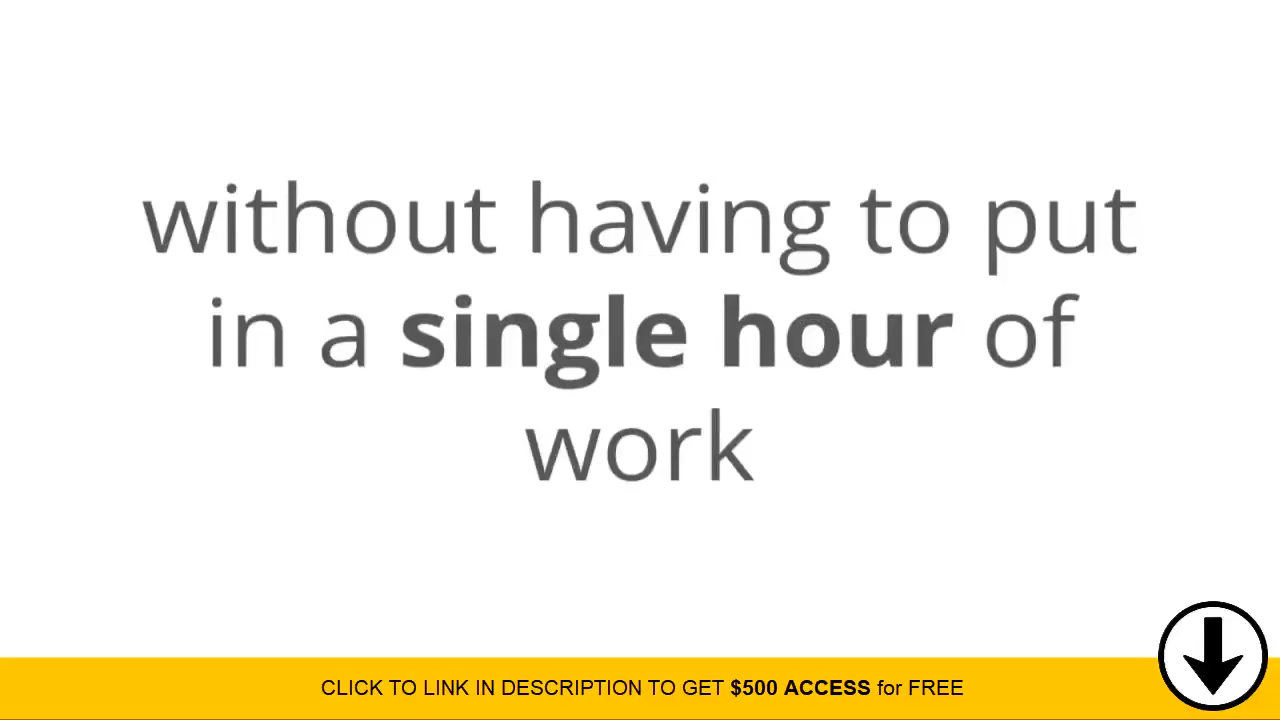 without having to put
in a single hour of
work
CLICK TO LINK IN DESCRIPTION TO GET $500 ACCESS for FREE